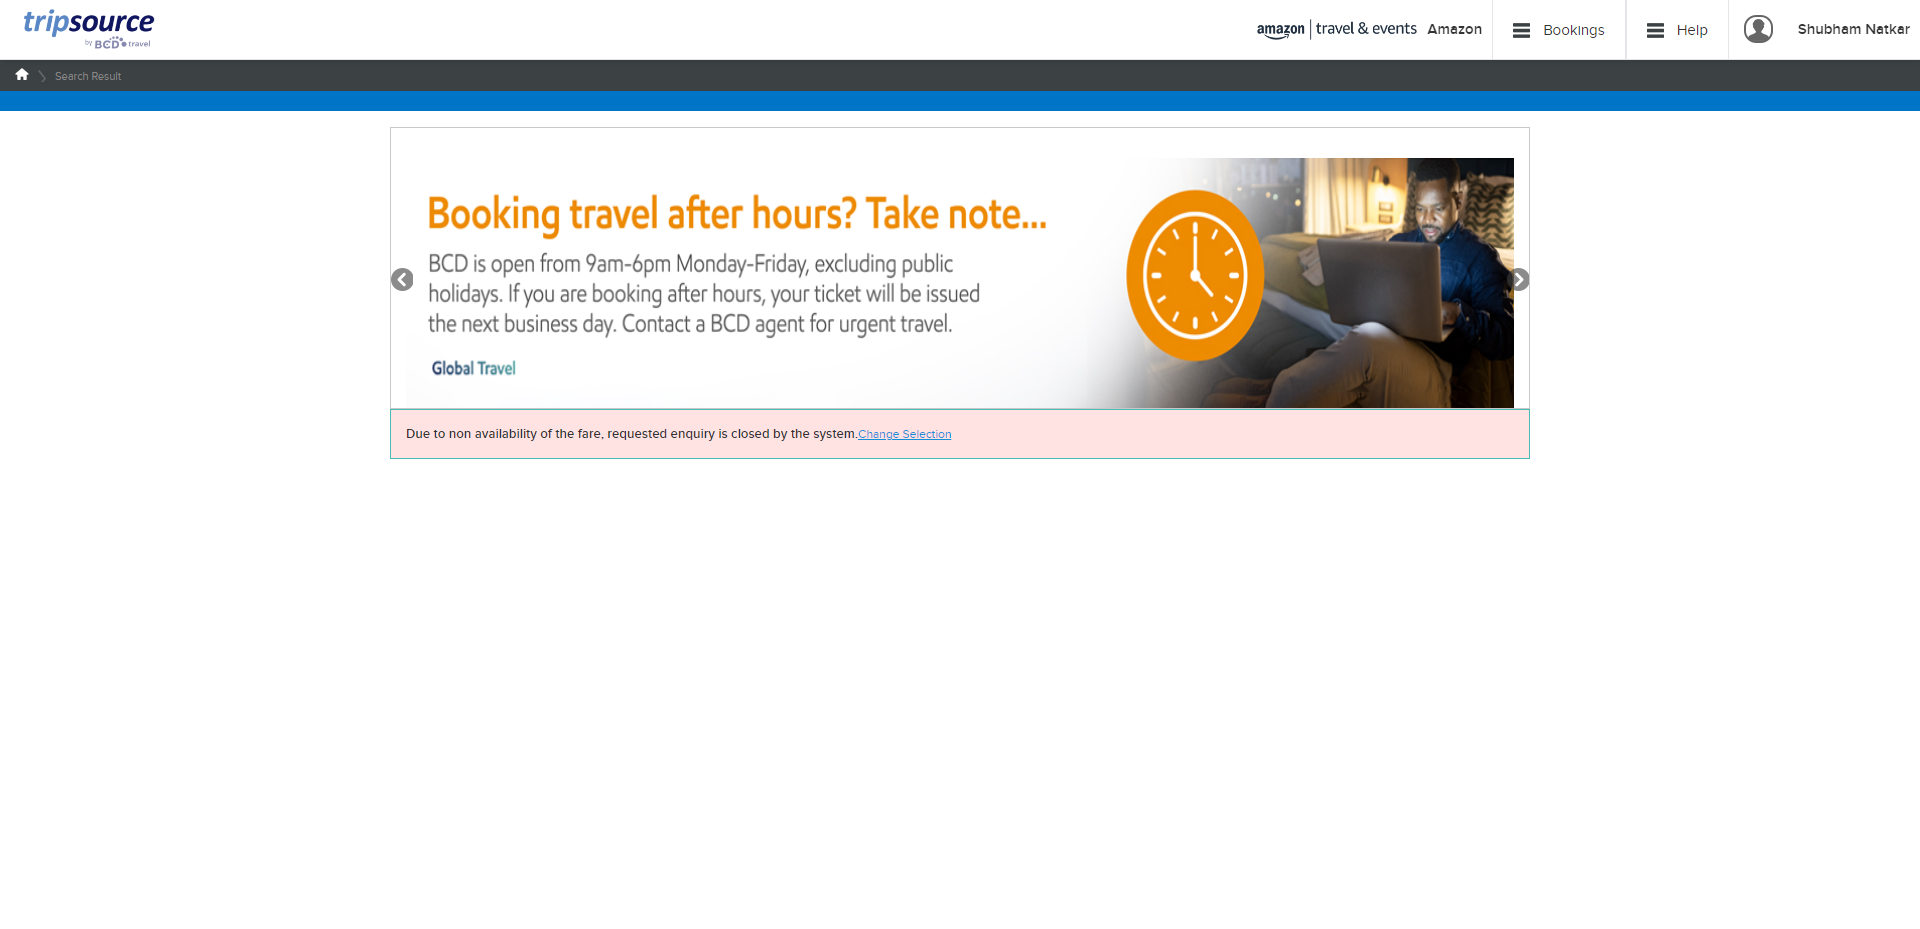 tripsource
by BCD travel
amazon | travel & events Amazon
Bookings
Help
Shubham Natkar
Search Result
Booking travel after hours? Take note...
BCD is open from 9am-6pm Monday-Friday, excluding public
holidays. If you are booking after hours, your ticket will be issued
the next business day. Contact a BCD agent for urgent travel.
Global Travel
Due to non availability of the fare, requested enquiry is closed by the system.Change Selection